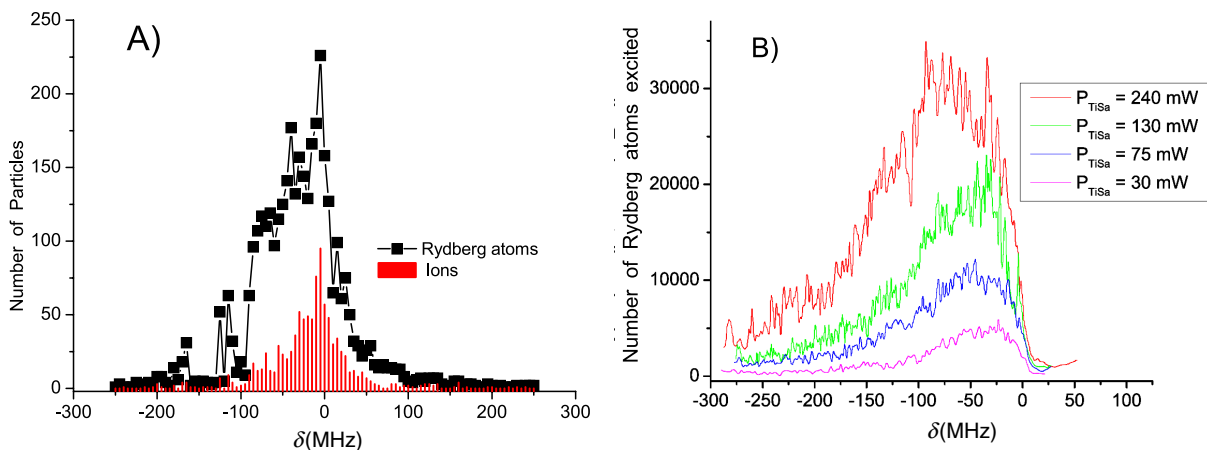 A)
Number of Particles
250
200
150
100
50
0
-300
-200
-100
0
100
200
300
δ(MHz)
Rydberg atoms
Ions
B)
Number of Rydberg atoms excited
30000
20000
10000
0
-300
-250
-200
-150
-100
-50
0
50
100
δ(MHz)
P_TiSa = 240 mW
P_TiSa = 130 mW
P_TiSa = 75 mW
P_TiSa = 30 mW